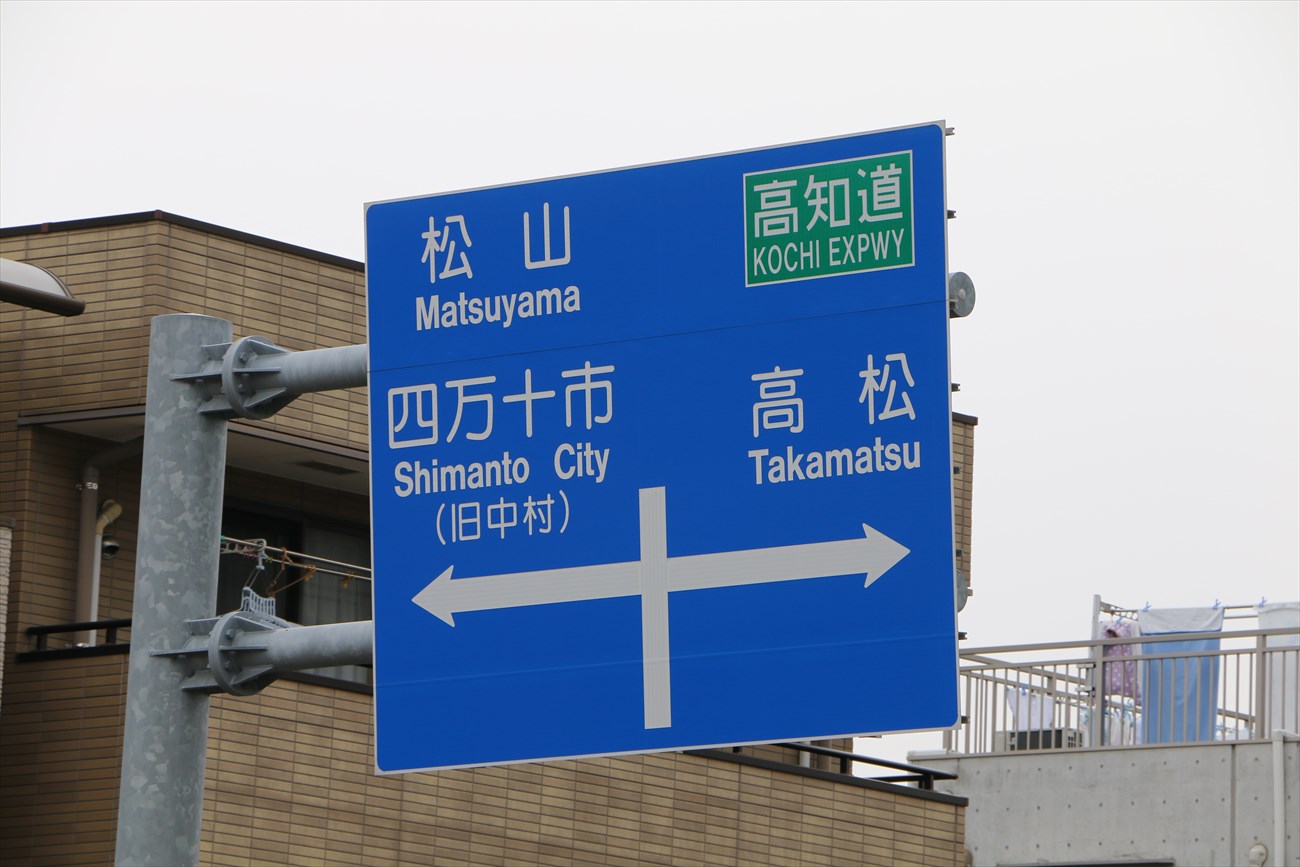 松山
Matsuyama
四万十市
Shimanto City
(旧中村)
高知道
KOCHI EXPWY
高松
Takamatsu